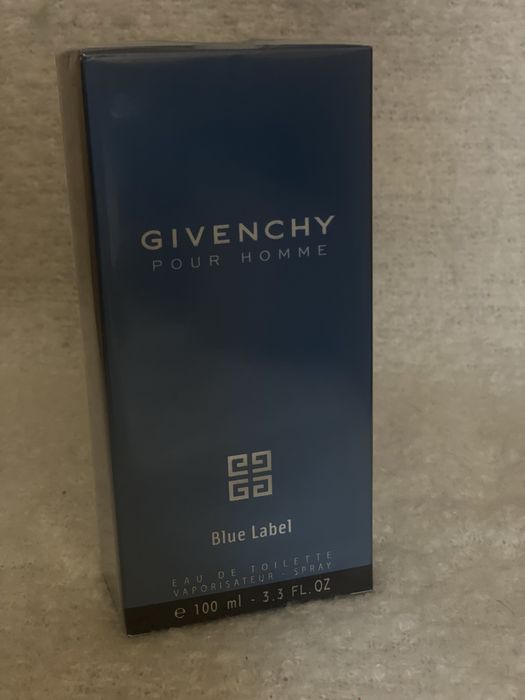 GIVENCHY
POUR HOMME
Blue Label
EAU DE TOILETTE
VAPORISATEUR - SPRAY
℮ 100 ml - 3.3 FL. OZ